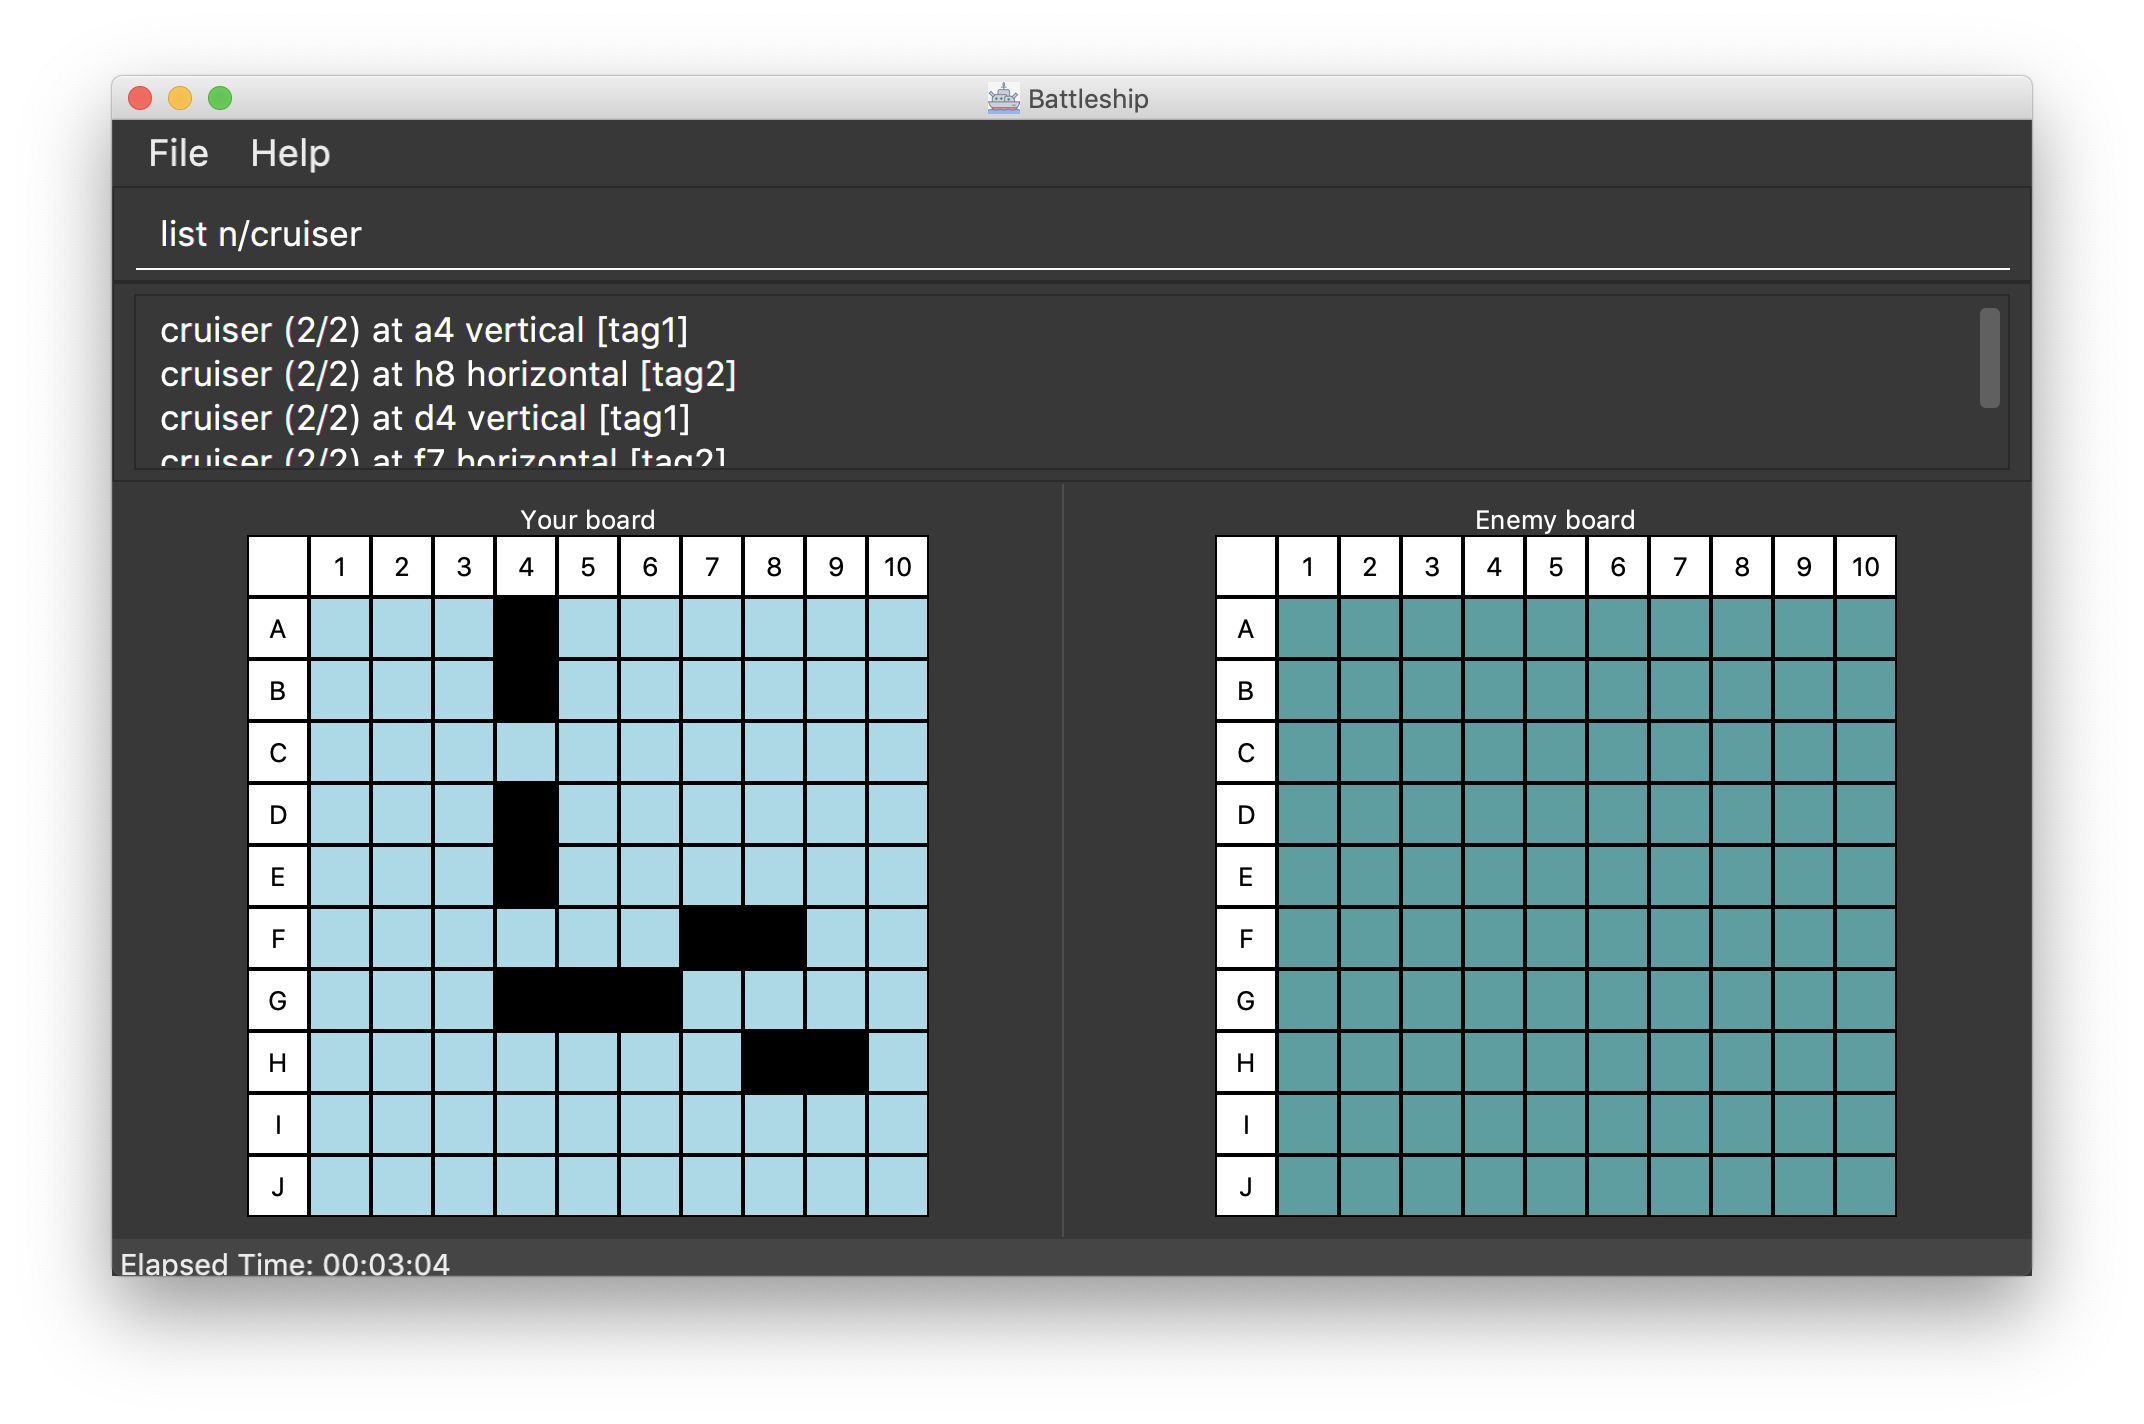 Battleship
File Help
list n/cruiser
cruiser (2/2) at a4 vertical [tag1]
cruiser (2/2) at h8 horizontal [tag2]
cruiser (2/2) at d4 vertical [tag1]
cruiser (2/2) at f7 horizontal [tag2]
Your board
1 2 3 4 5 6 7 8 9 10
A
B
C
D
E
F
G
H
I
J
Enemy board
1 2 3 4 5 6 7 8 9 10
A
B
C
D
E
F
G
H
I
J
Elapsed Time: 00:03:04